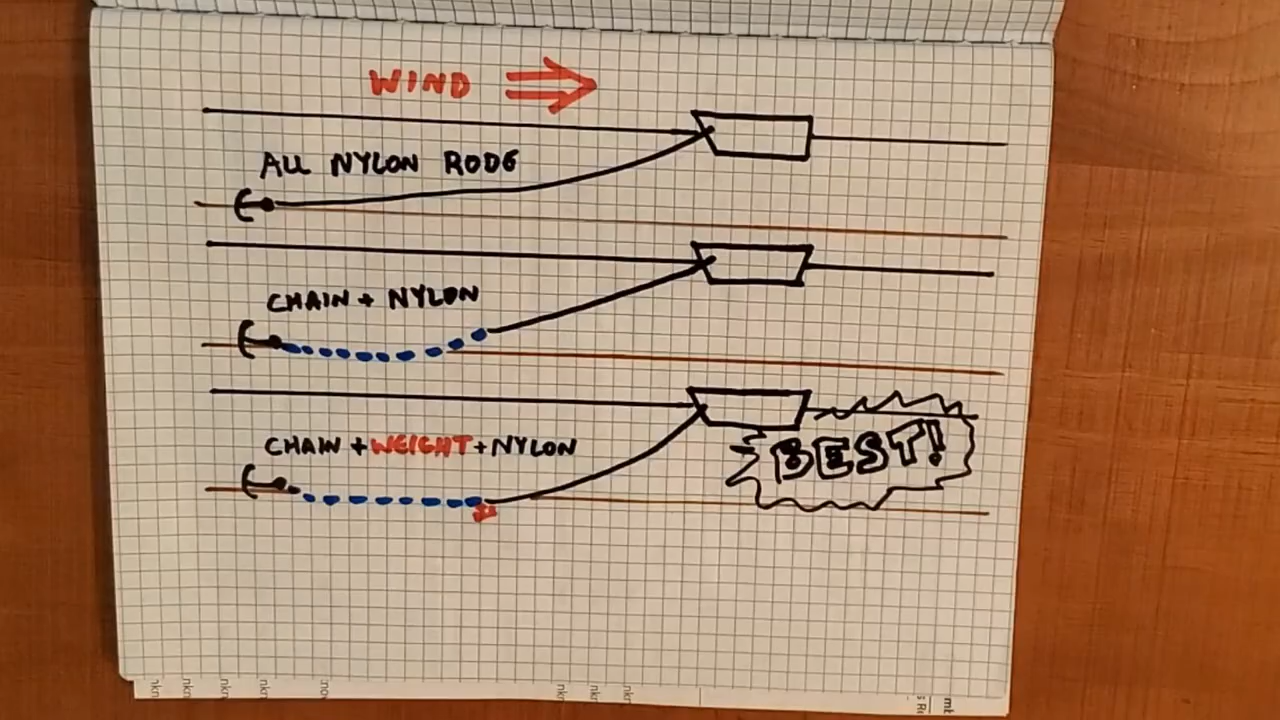 WIND
ALL NYLON RODE
CHAIN + NYLON
CHAIN + WEIGHT + NYLON
BEST!